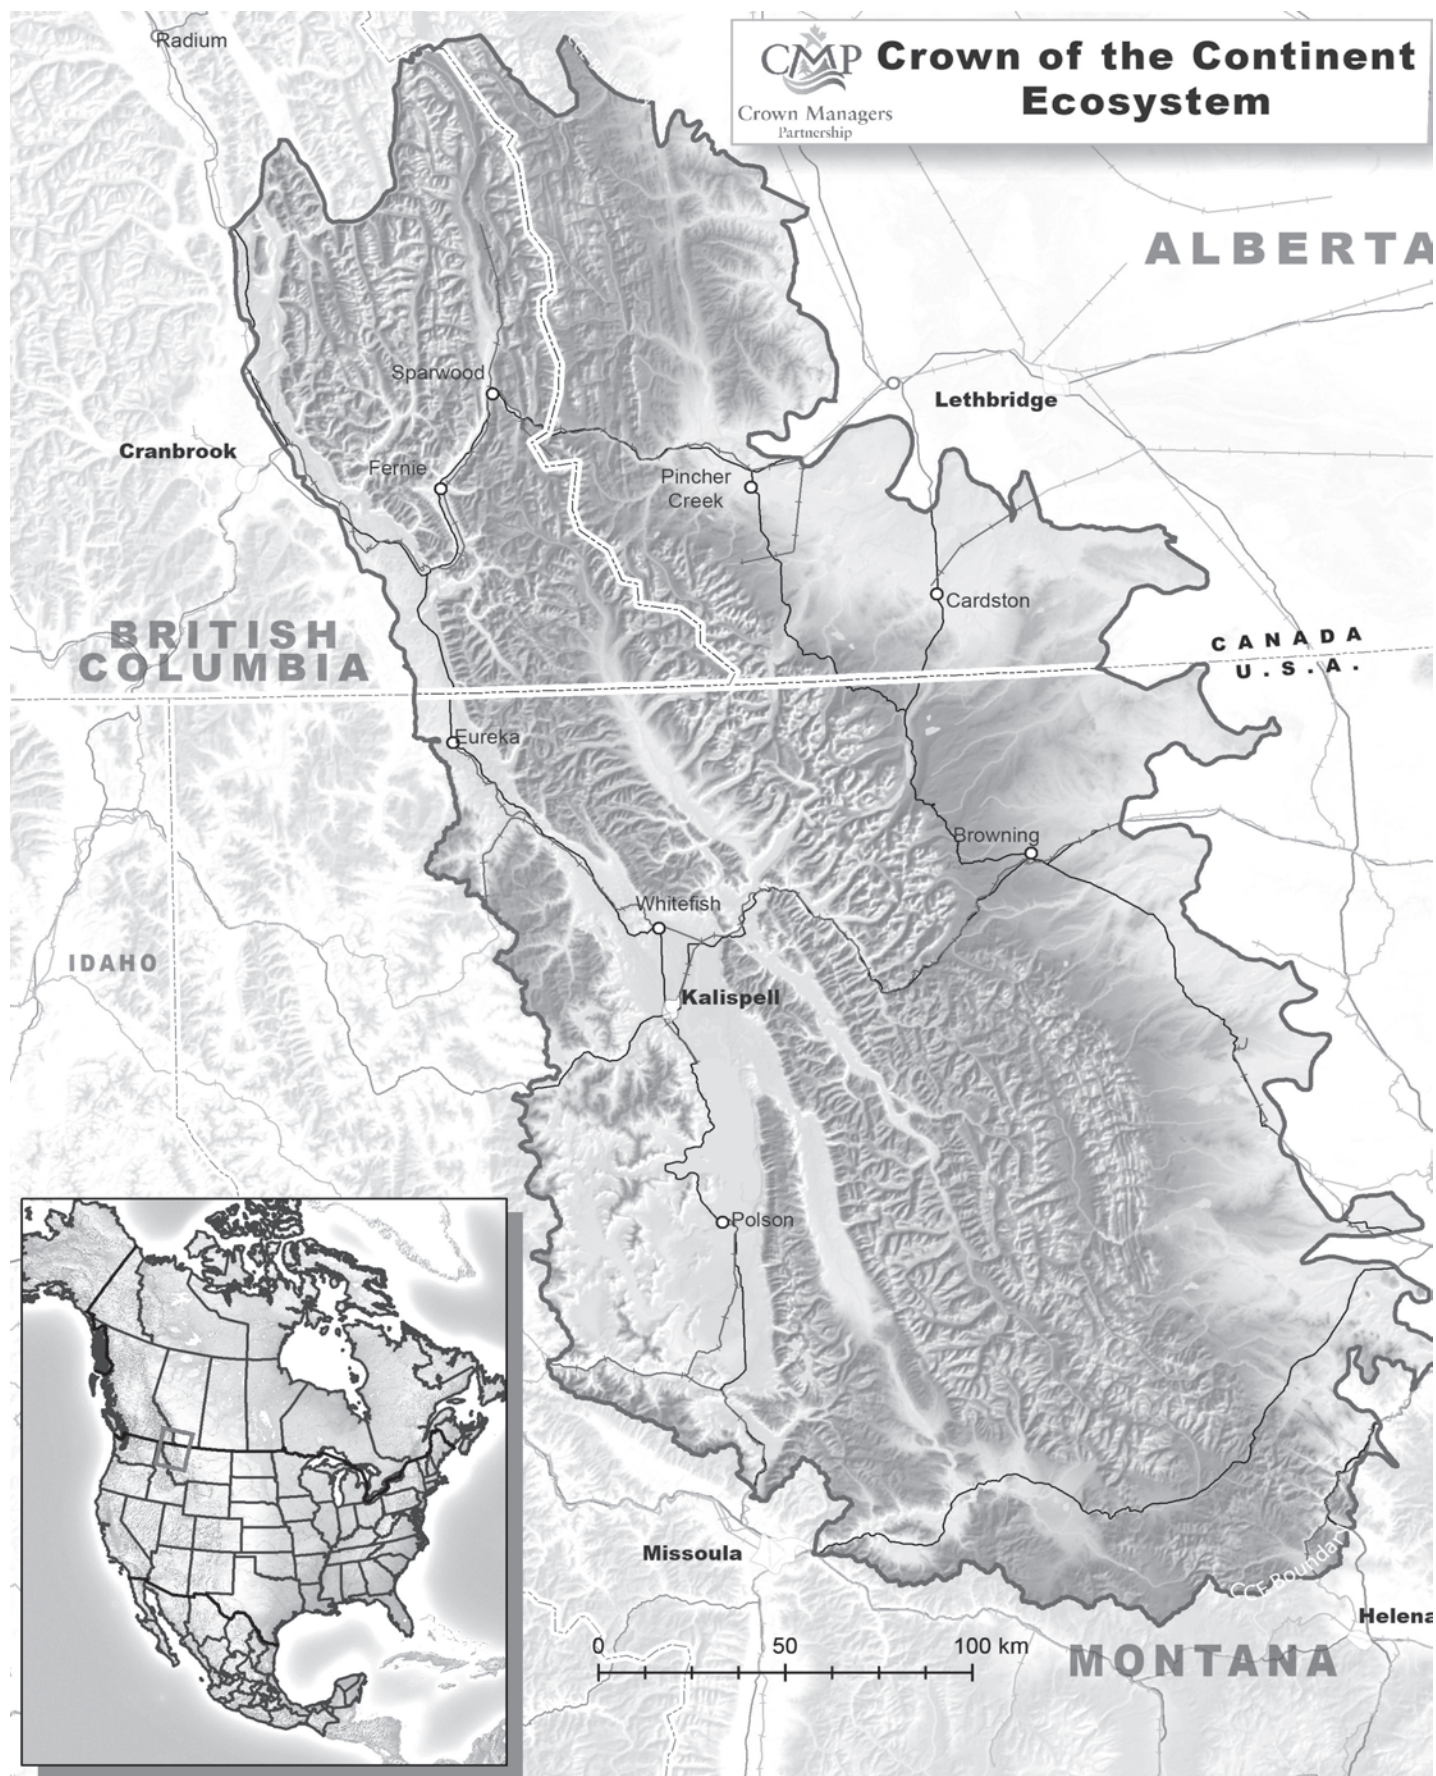 Radium
CMP
Crown Managers
Partnership
Crown of the Continent
Ecosystem
ALBERTA
Sparwood
Lethbridge
Cranbrook
Fernie
Pincher
Creek
Cardston
BRITISH
COLUMBIA
CANADA
U.S.A.
Eureka
Browning
Whitefish
IDAHO
Kalispell
Polson
Missoula
CCE Boundary
Helena
0 50 100 km
MONTANA